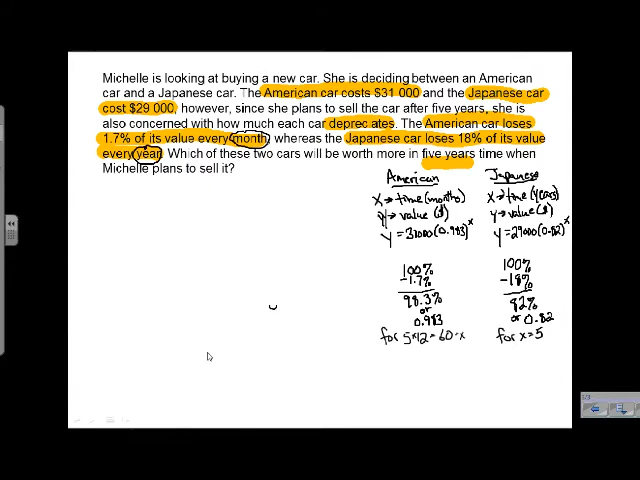 Michelle is looking at buying a new car. She is deciding between an American
car and a Japanese car. The American car costs $31 000 and the Japanese car
cost $29 000, however, since she plans to sell the car after five years, she is
also concerned with how much each car deprec ates. The American car loses
1.7% of its value every month, whereas the Japanese car loses 18% of its value
every year. Which of these two cars will be worth more in five years time when
Michelle plans to sell it?
American
X → time (months)
y → value ($)
y = 31000(0.983)^x
100%
-1.7%
98.3%
or
0.983
for 5×12=60=x
Japanese
X → time (years)
y → value ($)
y = 29000(0.82)^x
100%
-18%
82%
or 0.82
for x=5
3/3